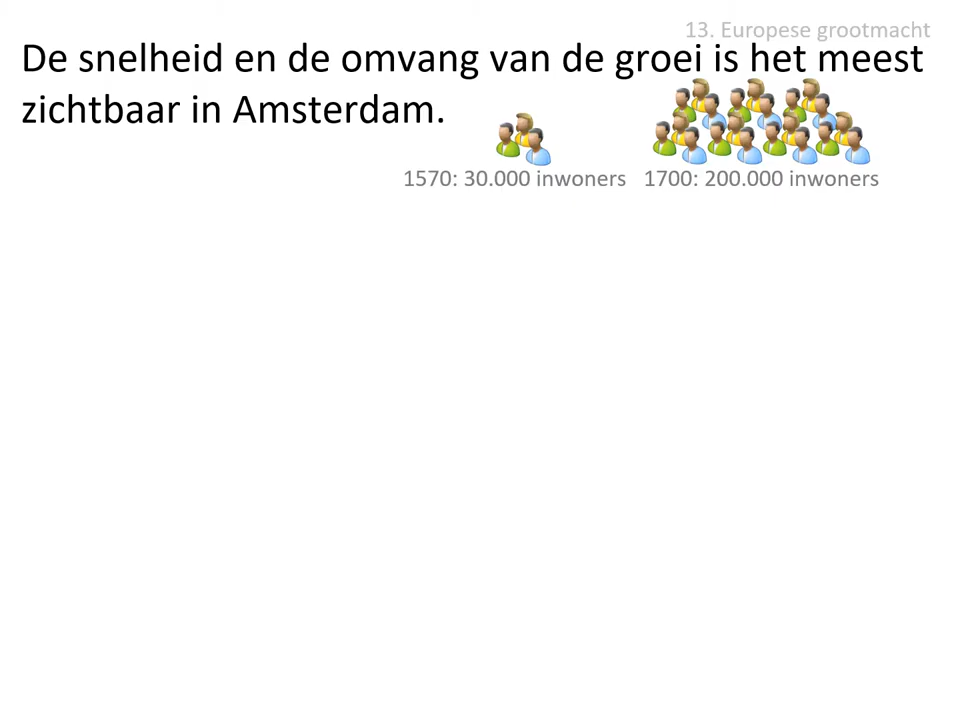 13. Europese grootmacht
De snelheid en de omvang van de groei is het meest
zichtbaar in Amsterdam.
1570: 30.000 inwoners 1700: 200.000 inwoners